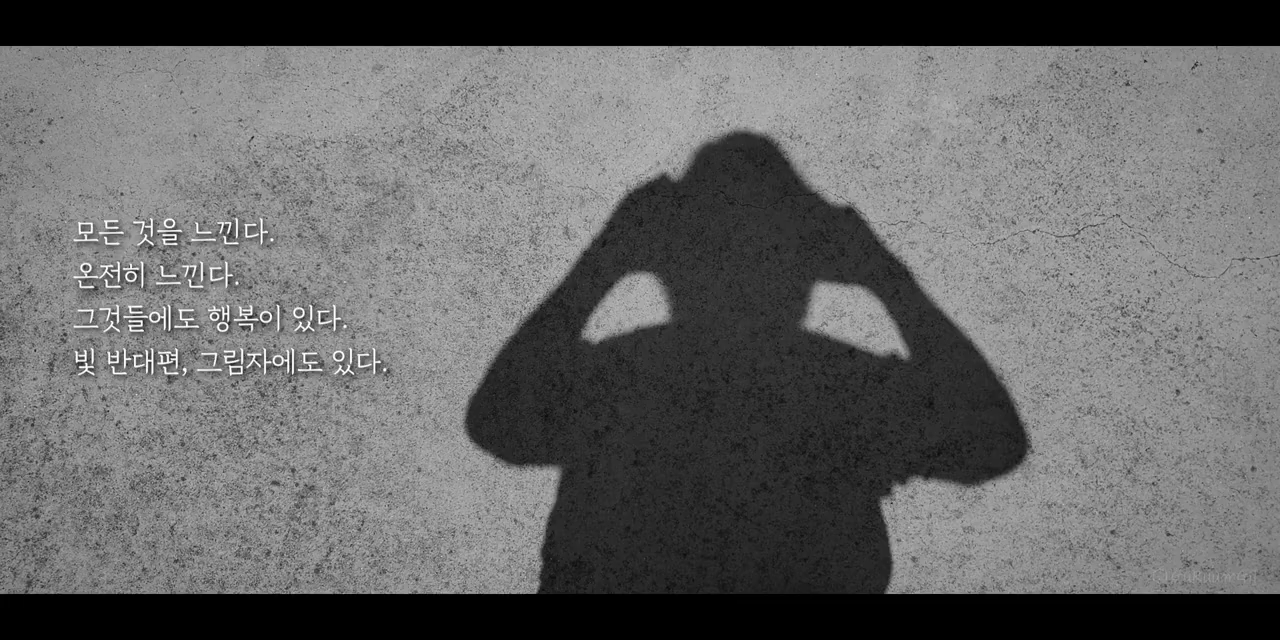 모든 것을 느낀다.
온전히 느낀다.
그것들에도 행복이 있다.
빛 반대편, 그림자에도 있다.